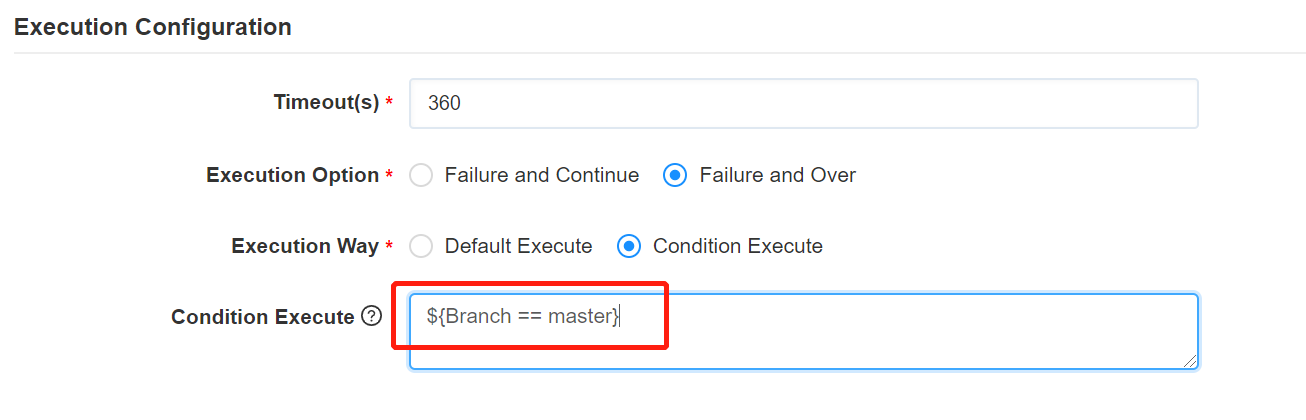 Execution Configuration
Timeout(s) * 360
Execution Option * Failure and Continue Failure and Over
Execution Way * Default Execute Condition Execute
Condition Execute ? ${Branch == master}